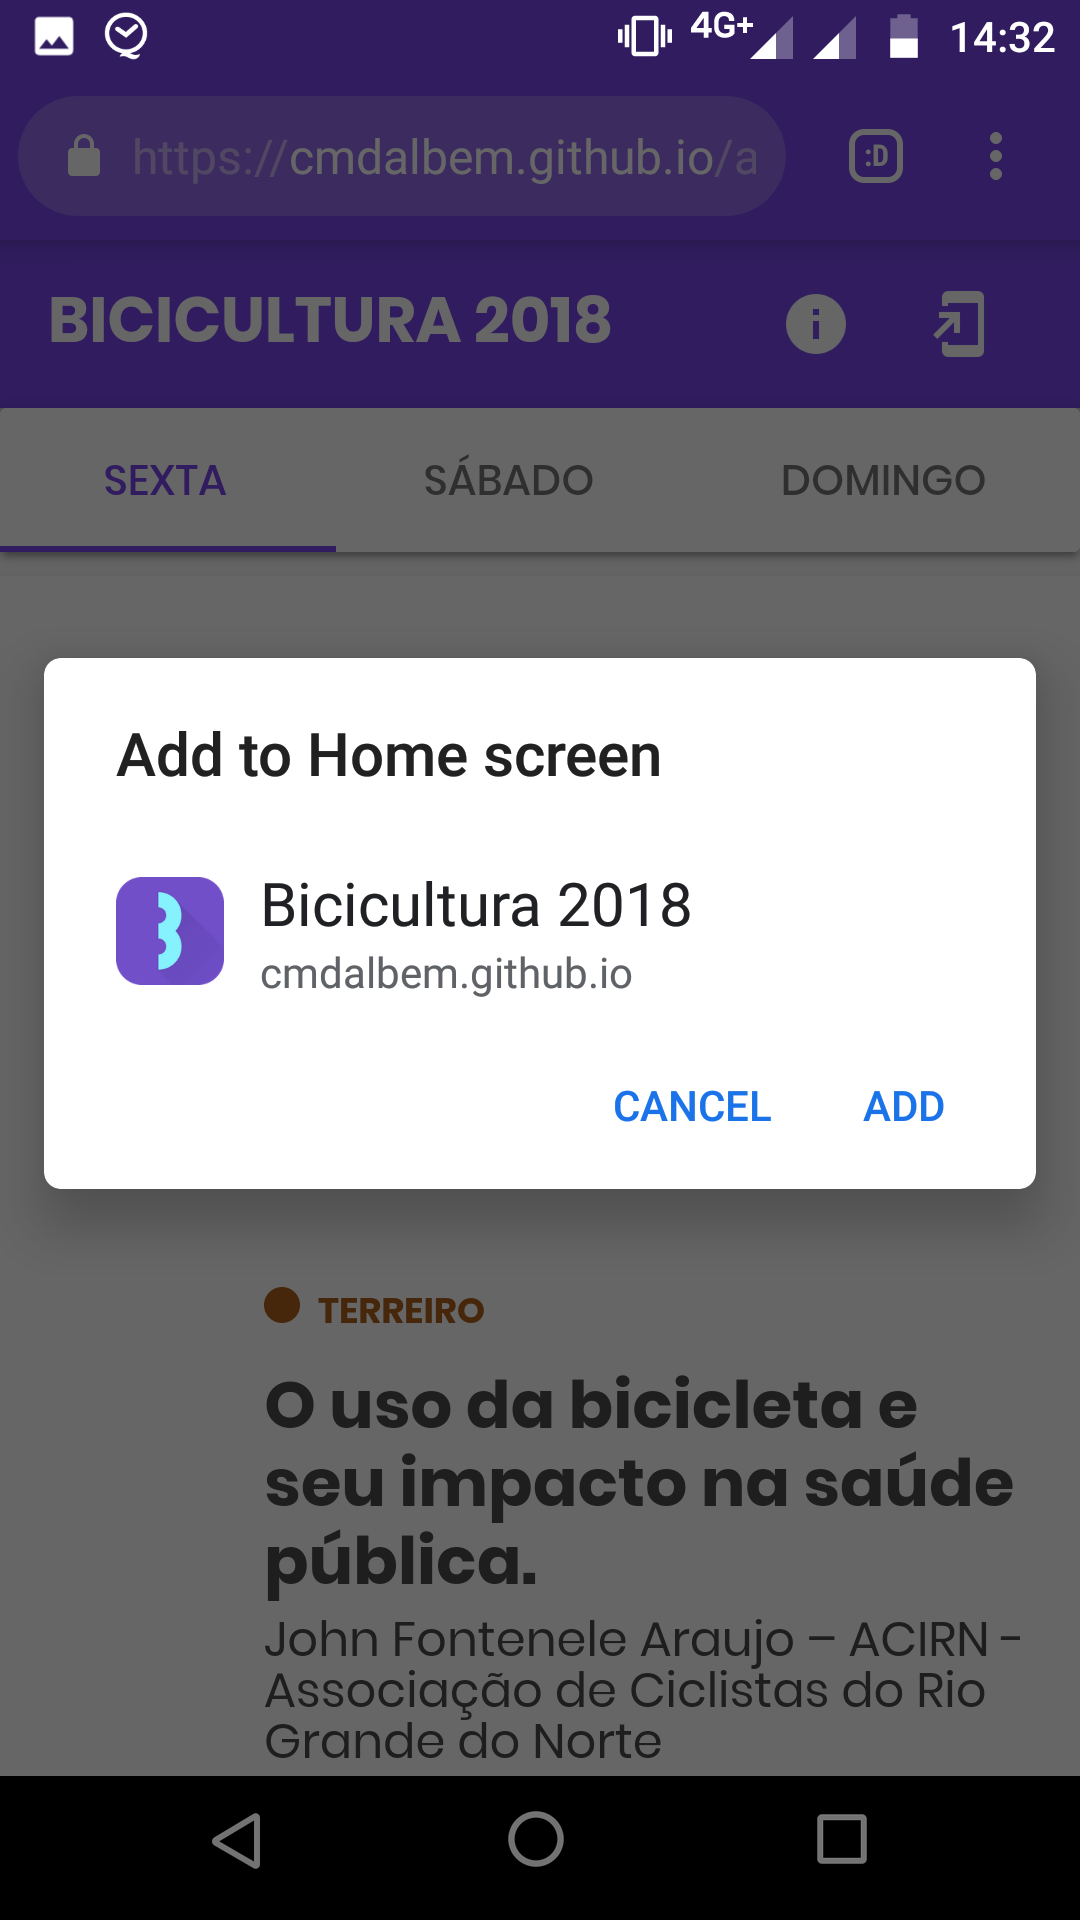 4G+ 14:32
https://cmdalbem.github.io/a
:D
BICICULTURA 2018
SEXTA SÁBADO DOMINGO
Add to Home screen
Bicicultura 2018
cmdalbem.github.io
CANCEL ADD
TERREIRO
O uso da bicicleta e
seu impacto na saúde
pública.
John Fontenele Araujo – ACIRN -
Associação de Ciclistas do Rio
Grande do Norte